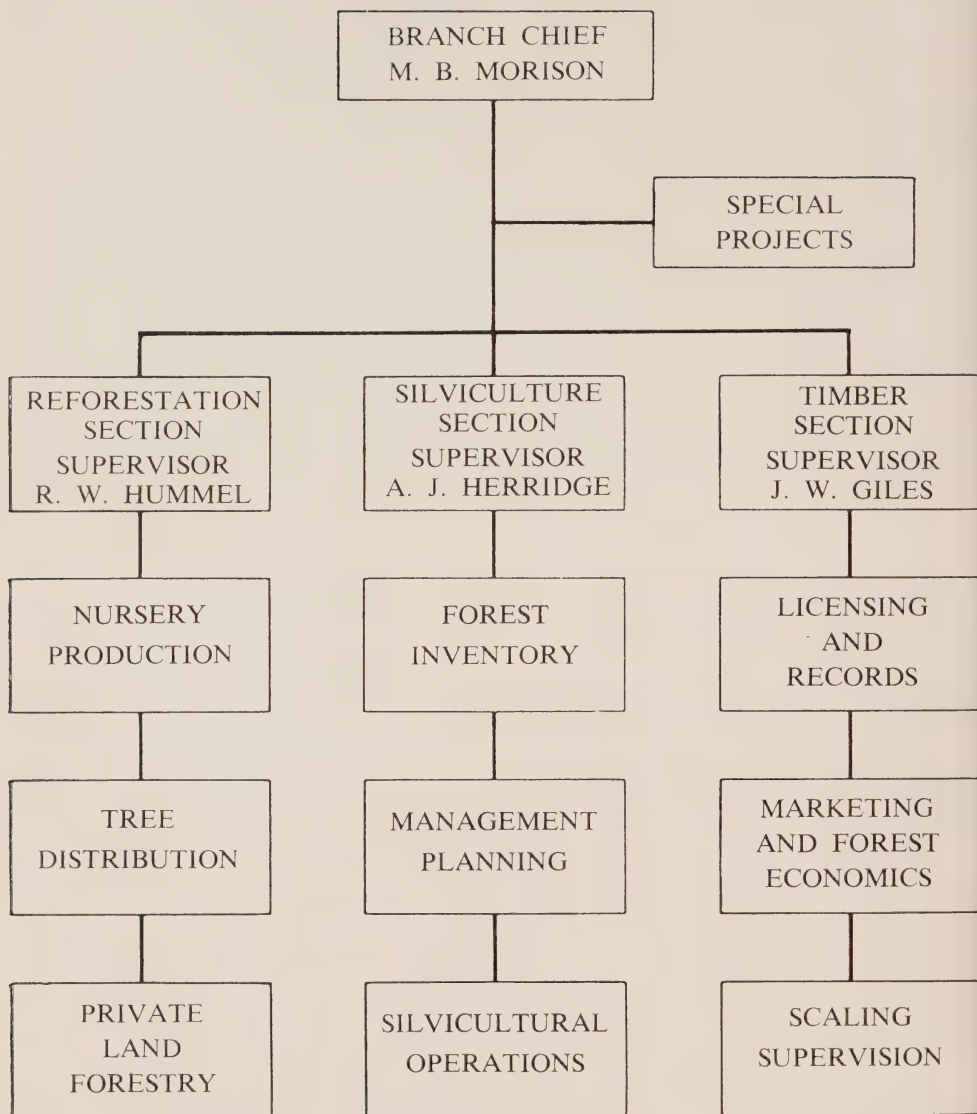 BRANCH CHIEF
M. B. MORISON
SPECIAL
PROJECTS
REFORESTATION
SECTION
SUPERVISOR
R. W. HUMMEL
SILVICULTURE
SECTION
SUPERVISOR
A. J. HERRIDGE
TIMBER
SECTION
SUPERVISOR
J. W. GILES
NURSERY
PRODUCTION
FOREST
INVENTORY
LICENSING
AND
RECORDS
TREE
DISTRIBUTION
MANAGEMENT
PLANNING
MARKETING
AND FOREST
ECONOMICS
PRIVATE
LAND
FORESTRY
SILVICULTURAL
OPERATIONS
SCALING
SUPERVISION